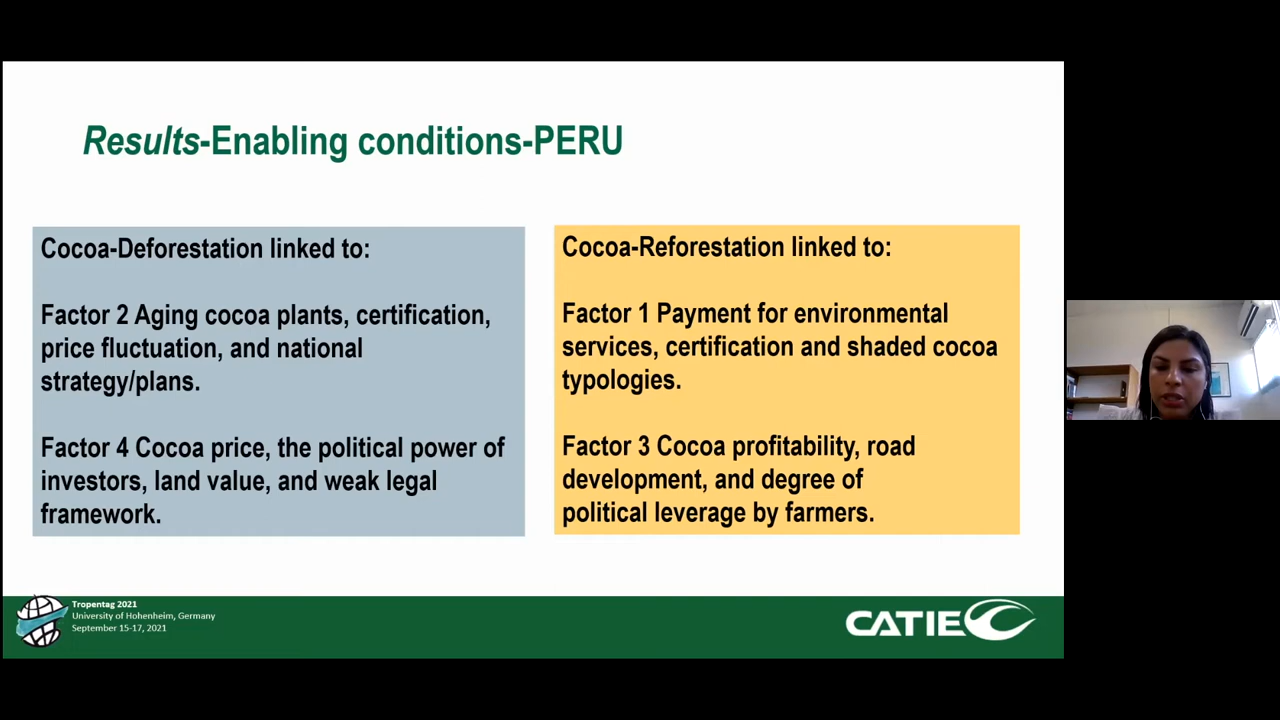 Results-Enabling conditions-PERU
Cocoa-Deforestation linked to:
Factor 2 Aging cocoa plants, certification,
price fluctuation, and national
strategy/plans.
Factor 4 Cocoa price, the political power of
investors, land value, and weak legal
framework.
Cocoa-Reforestation linked to:
Factor 1 Payment for environmental
services, certification and shaded cocoa
typologies.
Factor 3 Cocoa profitability, road
development, and degree of
political leverage by farmers.
Tropentag 2021
University of Hohenheim, Germany
September 15-17, 2021
CATIE